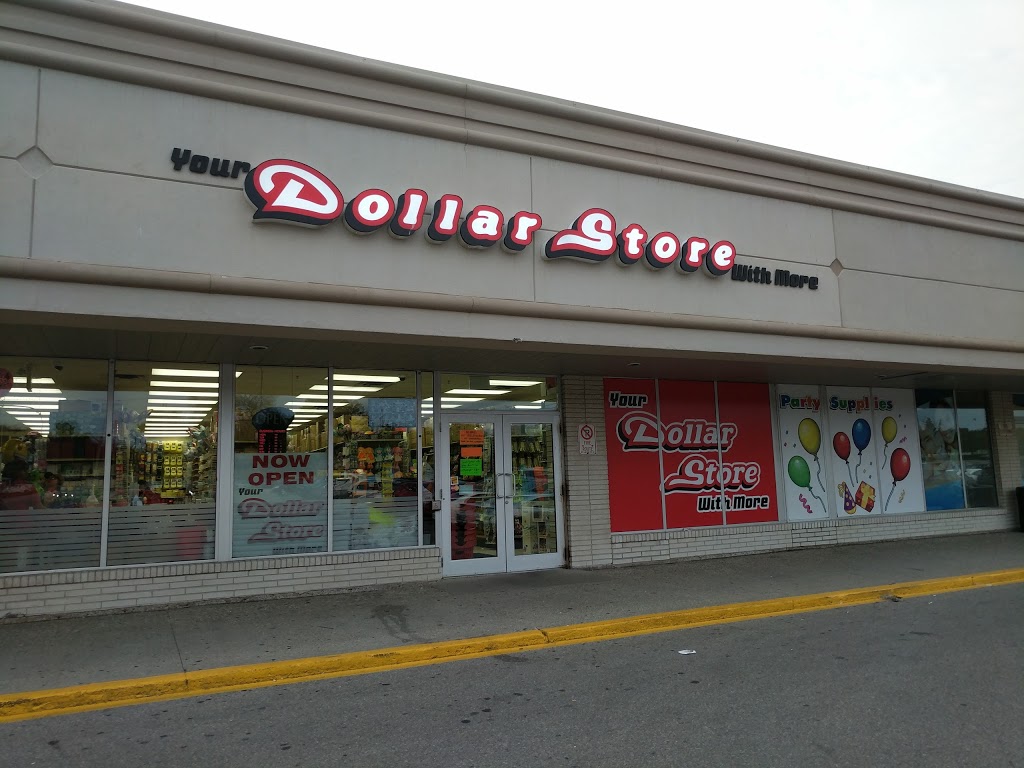 Your Dollar Store With More
NOW
OPEN
Your
Dollar
Store
With More
Your
Dollar
Store
With More
Party Supplies